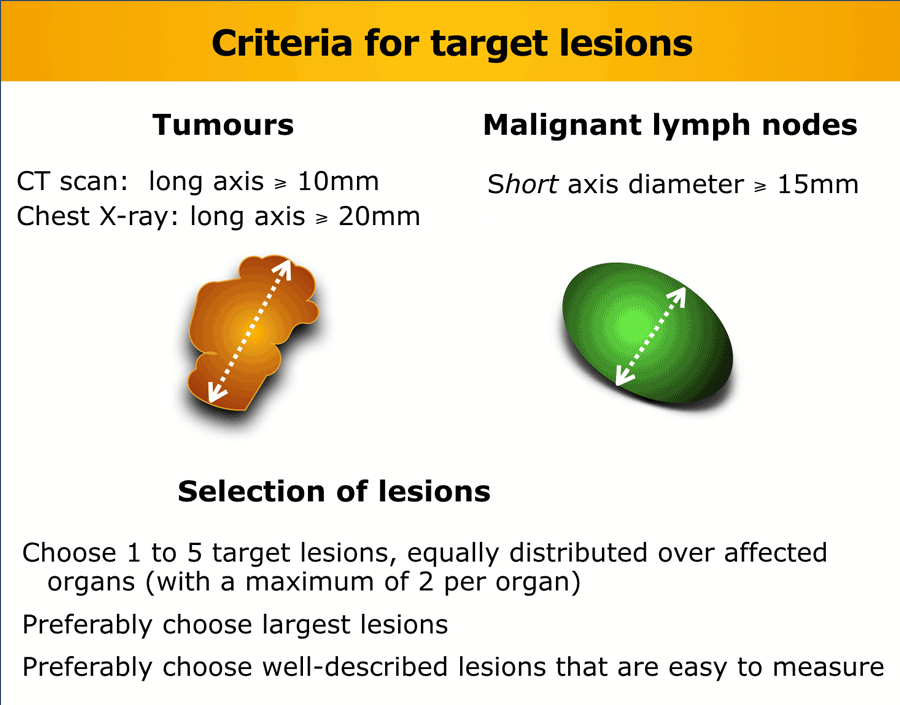 Criteria for target lesions
Tumours
CT scan: long axis ⩾ 10mm
Chest X-ray: long axis ⩾ 20mm
Malignant lymph nodes
Short axis diameter ⩾ 15mm
Selection of lesions
Choose 1 to 5 target lesions, equally distributed over affected
organs (with a maximum of 2 per organ)
Preferably choose largest lesions
Preferably choose well-described lesions that are easy to measure